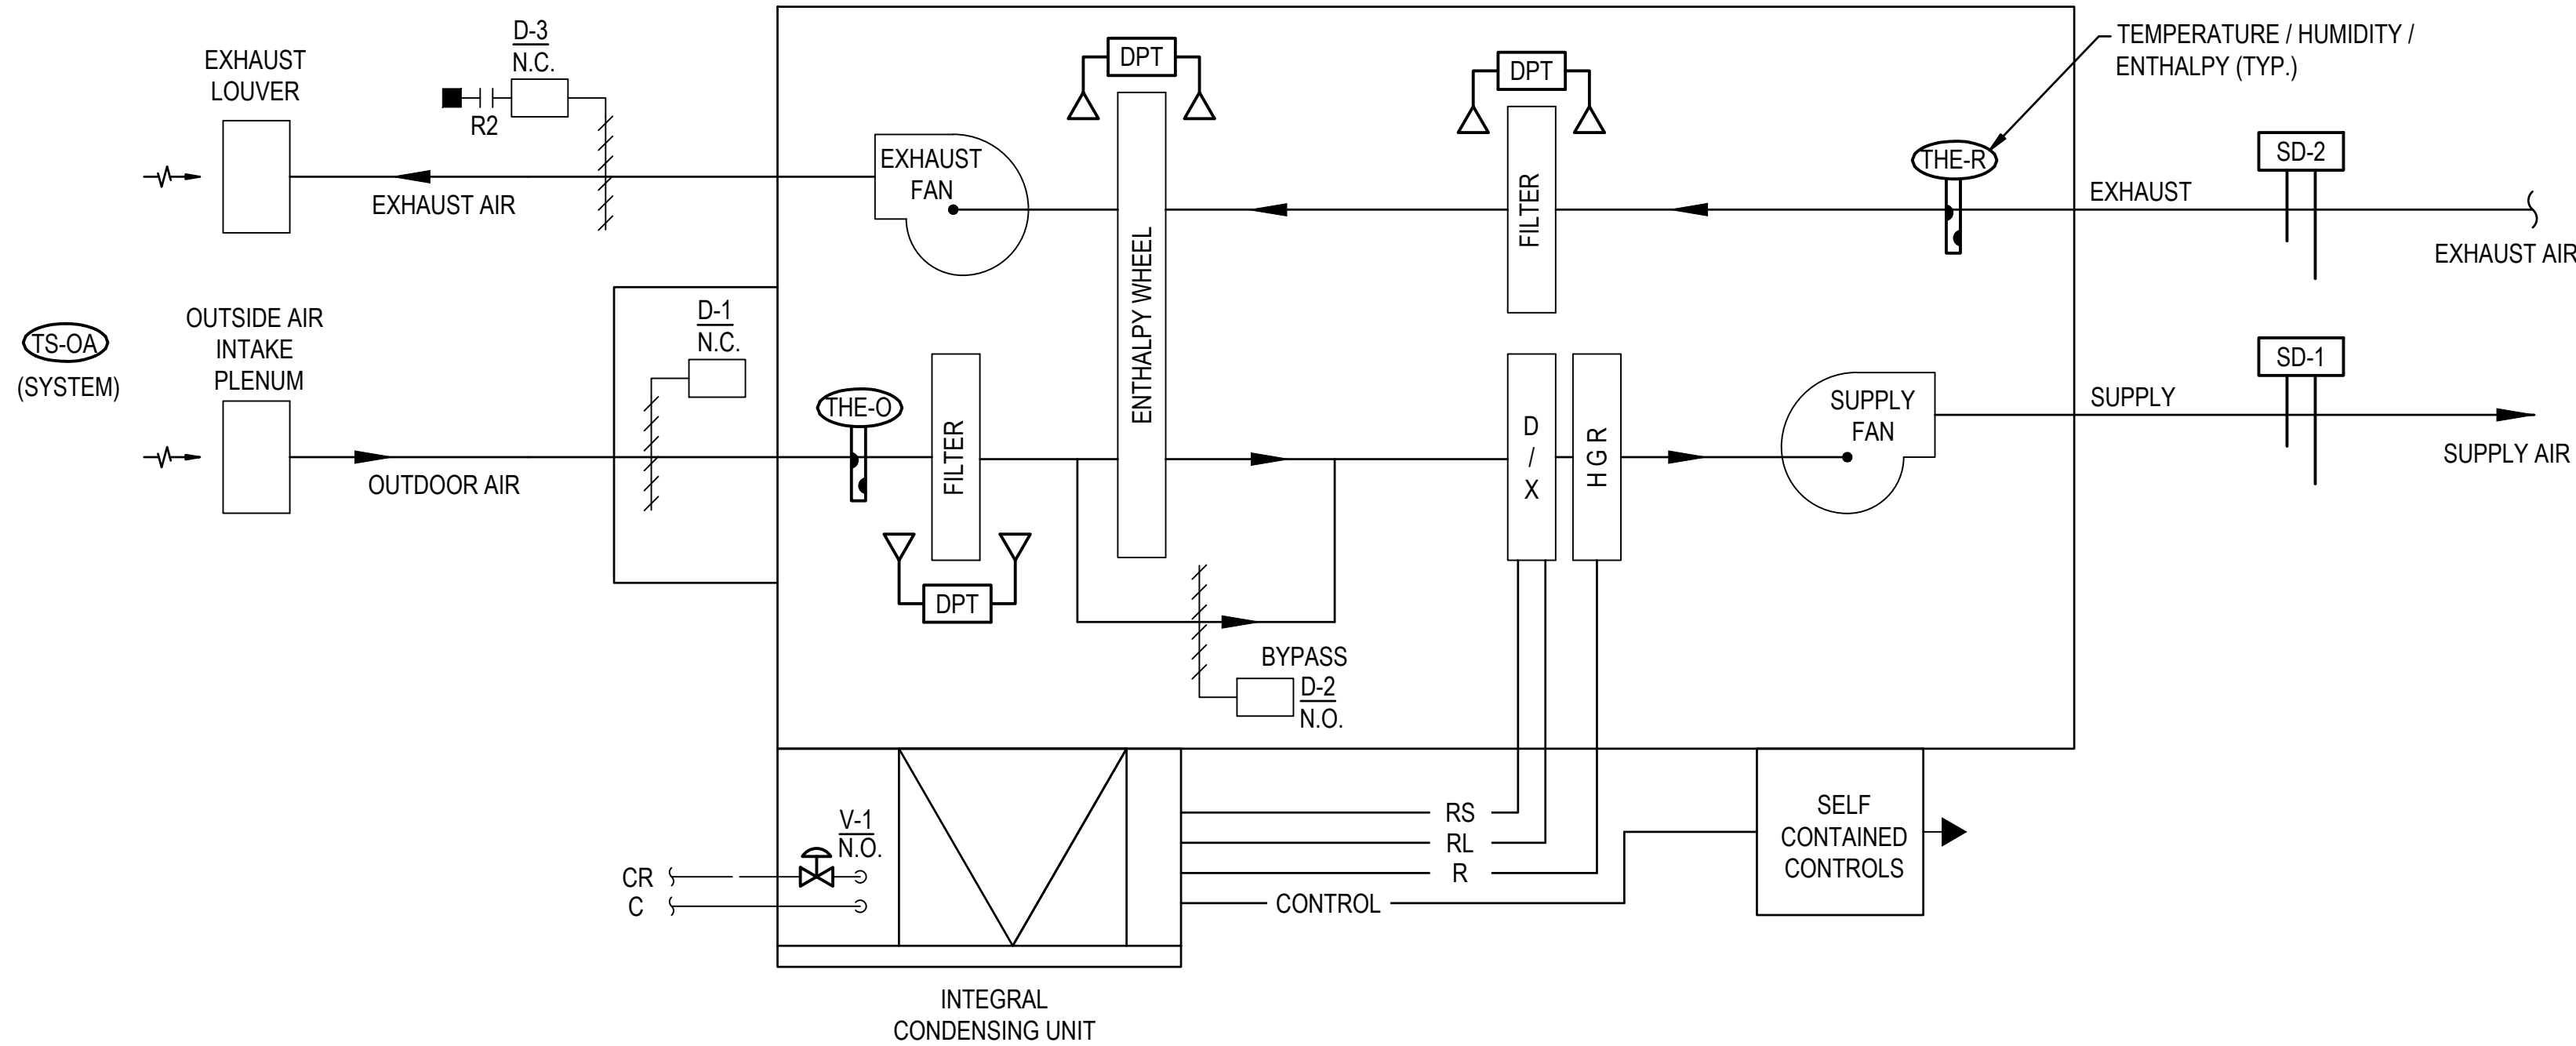 D-3
N.C.
R2
EXHAUST
LOUVER
EXHAUST AIR
EXHAUST
FAN
DPT
ENTHALPY WHEEL
DPT
FILTER
TEMPERATURE / HUMIDITY /
ENTHALPY (TYP.)
THE-R
EXHAUST
SD-2
EXHAUST AIR
TS-OA
(SYSTEM)
OUTSIDE AIR
INTAKE
PLENUM
OUTDOOR AIR
D-1
N.C.
THE-O
FILTER
DPT
BYPASS
D-2
N.O.
D
/
X
HGR
SUPPLY
FAN
SUPPLY
SD-1
SUPPLY AIR
V-1
N.O.
CR
C
RS
RL
R
CONTROL
SELF
CONTAINED
CONTROLS
INTEGRAL
CONDENSING UNIT